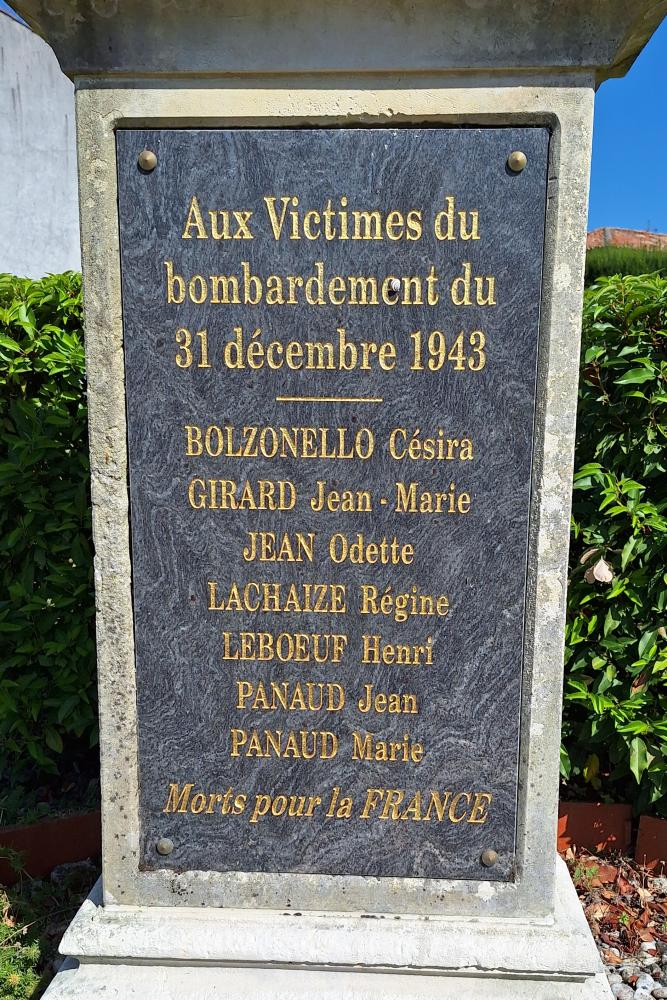 Aux Victimes du
bombardement du
31 décembre 1943
BOLZONELLO Césira
GIRARD Jean - Marie
JEAN Odette
LACHAIZE Régine
LEBOEUF Henri
PANAUD Jean
PANAUD Marie
Morts pour la FRANCE